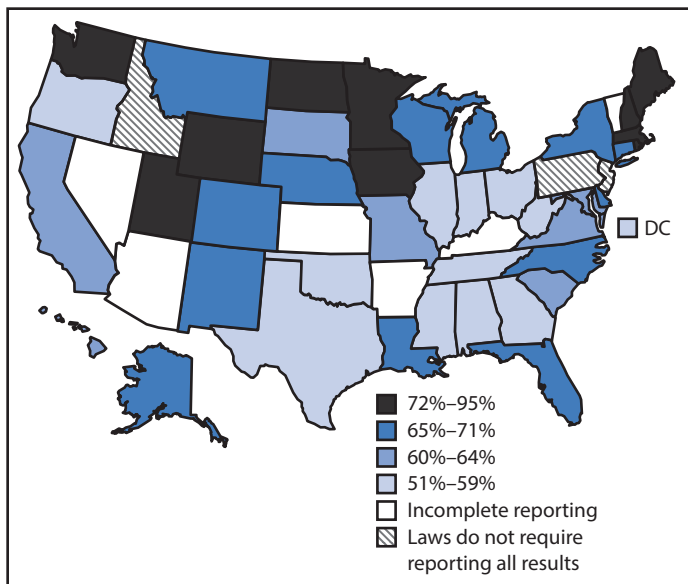 DC
72%–95%
65%–71%
60%–64%
51%–59%
Incomplete reporting
Laws do not require
reporting all results